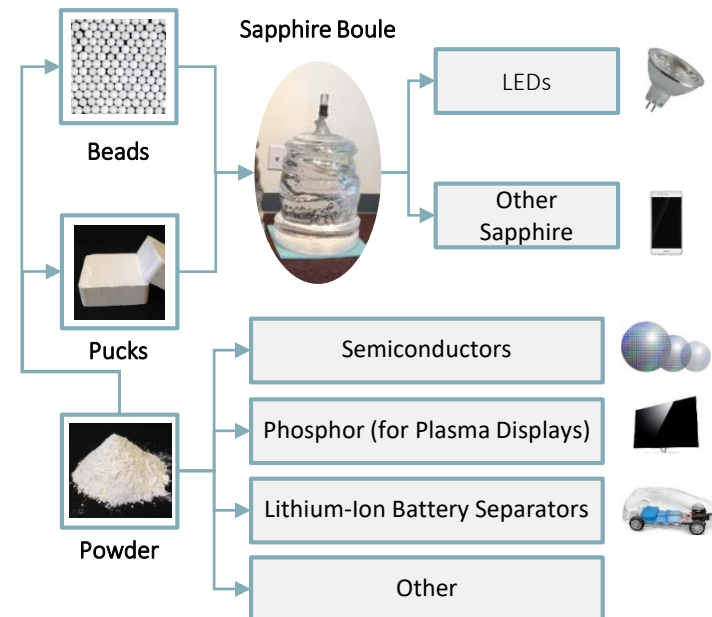 Sapphire Boule
LEDs
Beads
Other
Sapphire
Pucks
Semiconductors
Phosphor (for Plasma Displays)
Lithium-Ion Battery Separators
Powder
Other